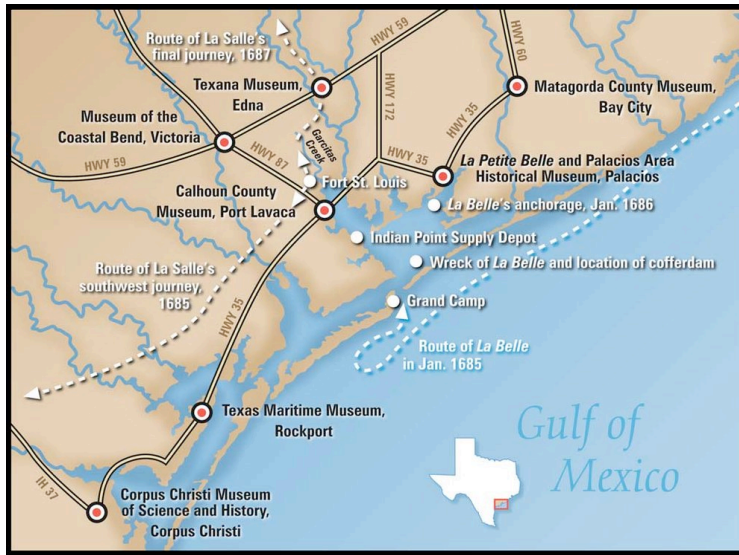 Route of La Salle's
final journey, 1687
HWY 59
HWY 60
Texana Museum,
Edna
Matagorda County Museum,
Bay City
Museum of the
Coastal Bend, Victoria
HWY 172
HWY 35
Garcitas
Creek
HWY 59
HWY 87
HWY 35
La Petite Belle and Palacios Area
Historical Museum, Palacios
Fort St. Louis
Calhoun County
Museum, Port Lavaca
La Belle's anchorage, Jan. 1686
Indian Point Supply Depot
Wreck of La Belle and location of cofferdam
Route of La Salle's
southwest journey,
1685
Grand Camp
HWY 35
Route of La Belle
in Jan. 1685
Texas Maritime Museum,
Rockport
Gulf of
Mexico
IH 37
Corpus Christi Museum
of Science and History,
Corpus Christi